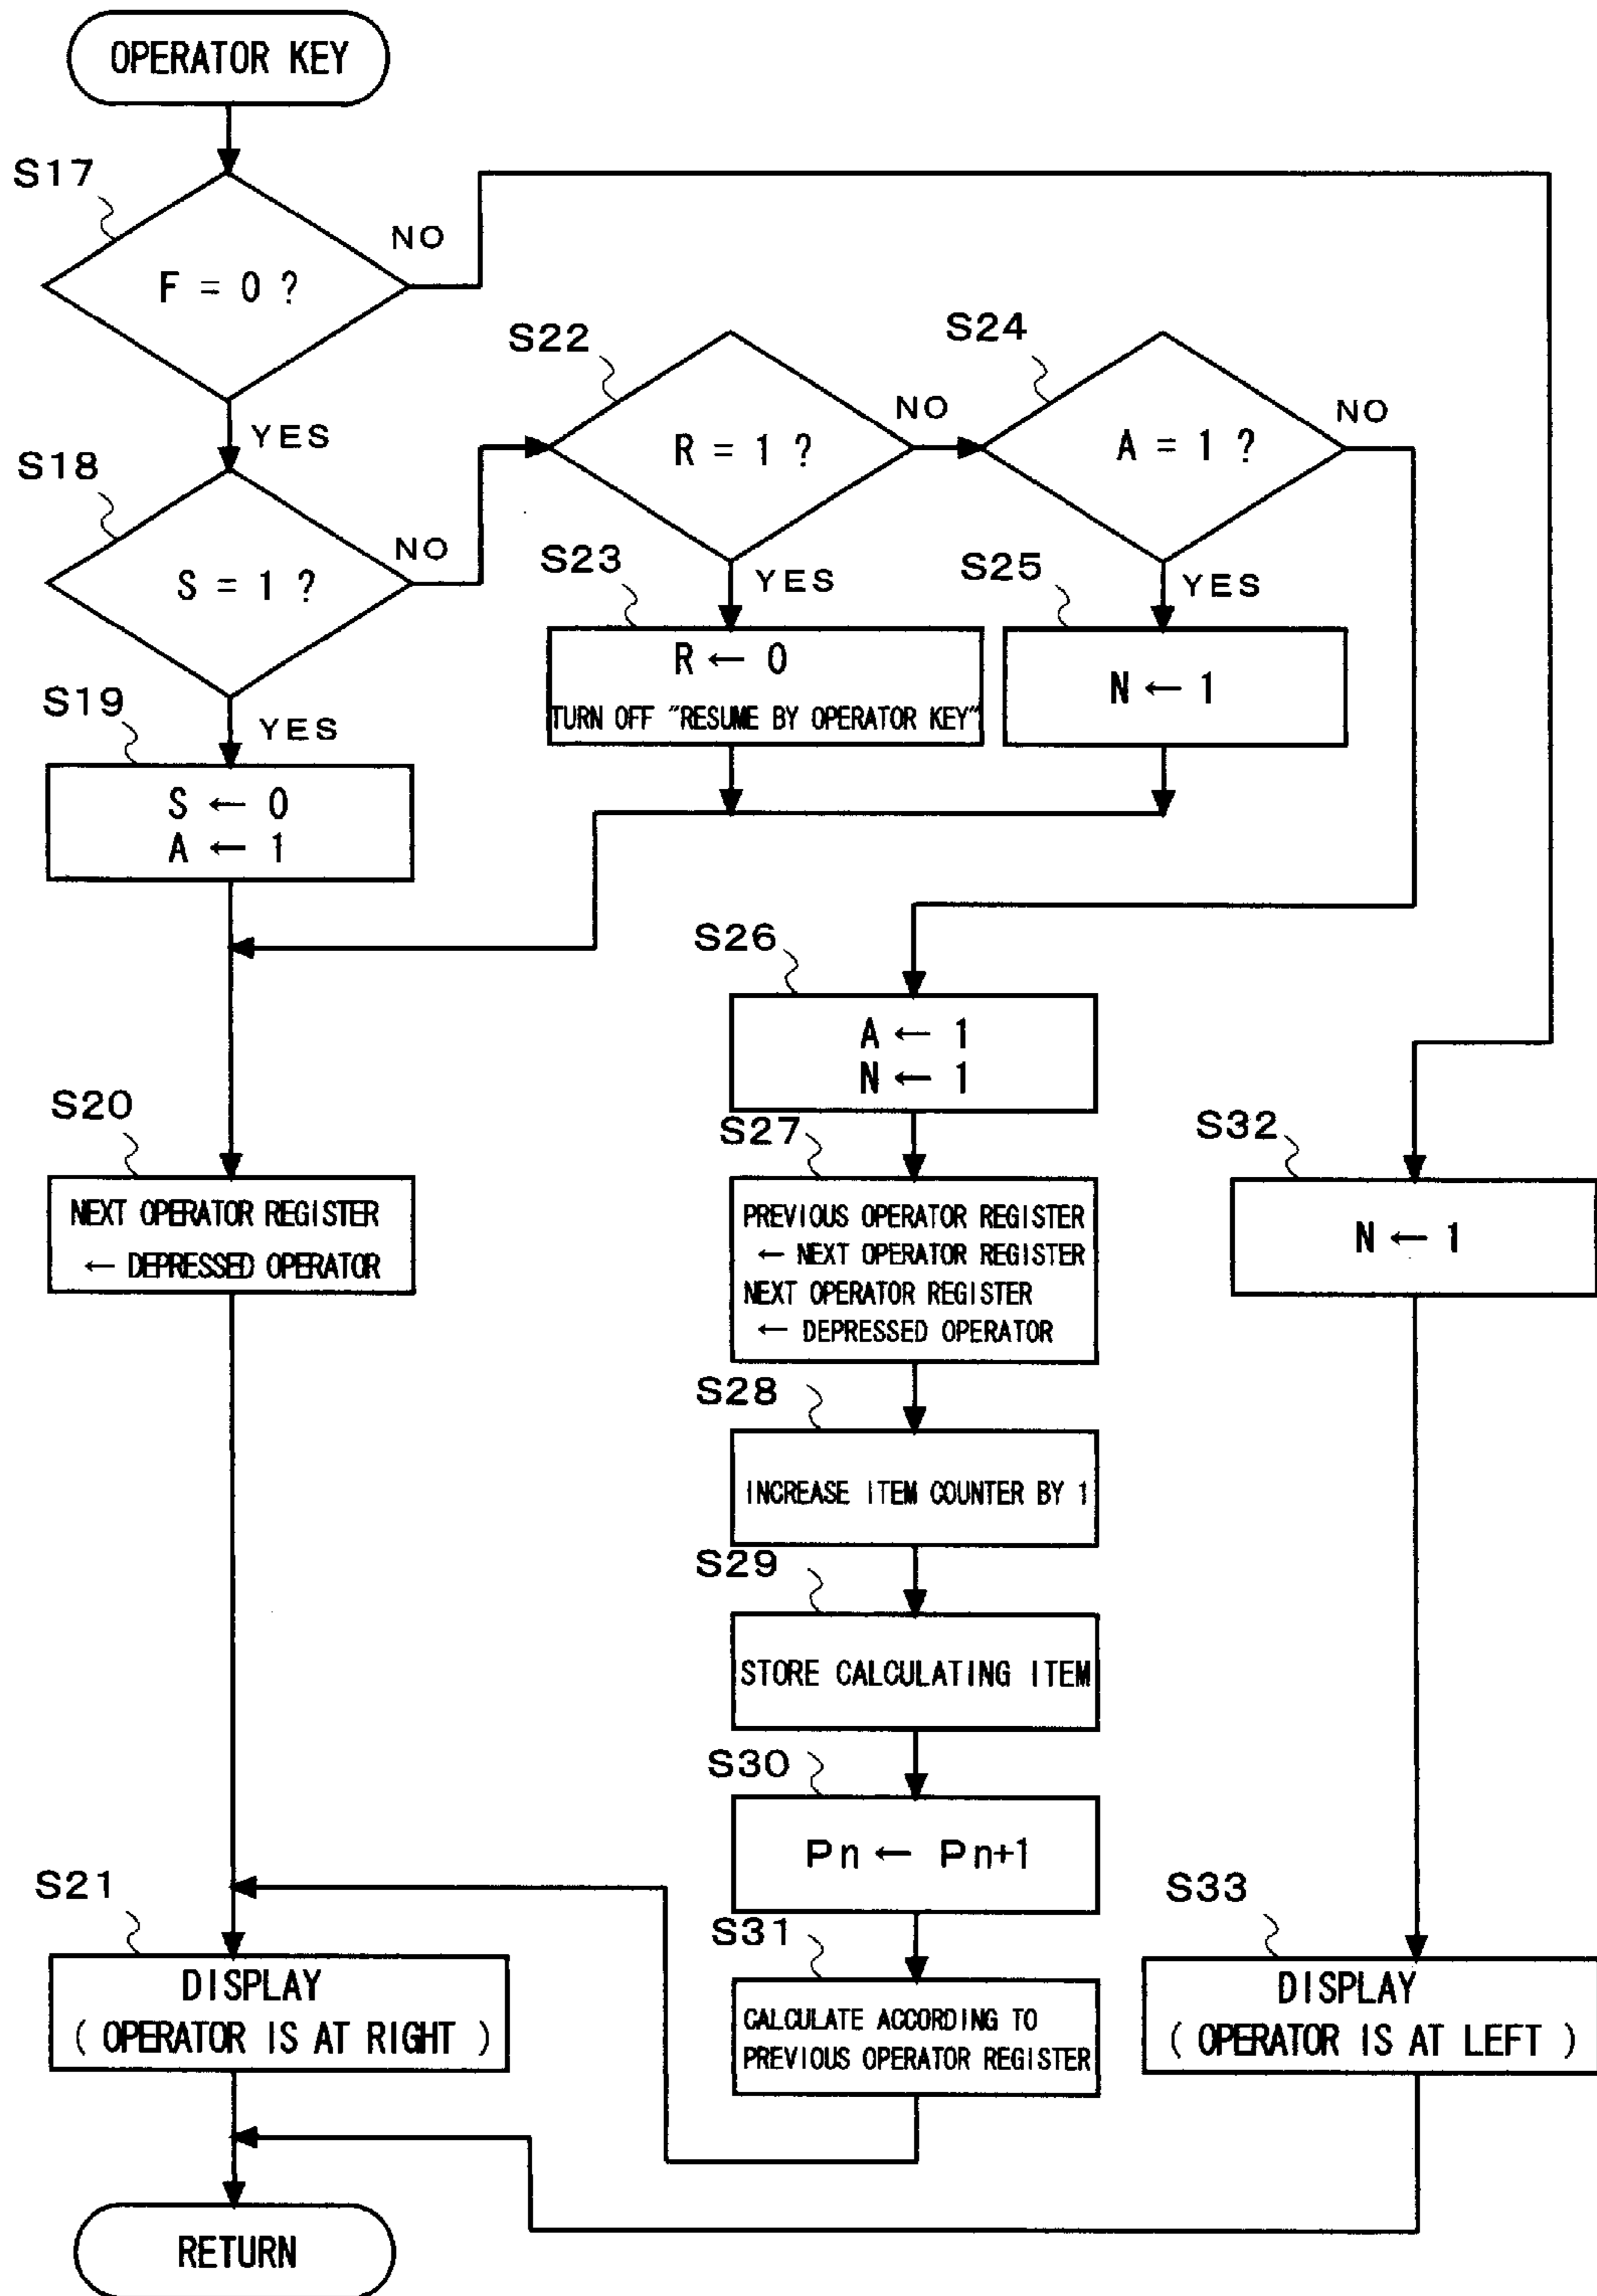 OPERATOR KEY
S17
F = 0 ?
NO
YES
S18
S = 1 ?
NO
YES
S19
S ← 0
A ← 1
S20
NEXT OPERATOR REGISTER
← DEPRESSED OPERATOR
S21
DISPLAY
( OPERATOR IS AT RIGHT )
RETURN
S22
R = 1 ?
NO
YES
S23
R ← 0
TURN OFF "RESUME BY OPERATOR KEY"
S24
A = 1 ?
NO
YES
S25
N ← 1
S26
A ← 1
N ← 1
S27
PREVIOUS OPERATOR REGISTER
← NEXT OPERATOR REGISTER
NEXT OPERATOR REGISTER
← DEPRESSED OPERATOR
S28
INCREASE ITEM COUNTER BY 1
S29
STORE CALCULATING ITEM
S30
Pn ← Pn+1
S31
CALCULATE ACCORDING TO
PREVIOUS OPERATOR REGISTER
S32
N ← 1
S33
DISPLAY
( OPERATOR IS AT LEFT )